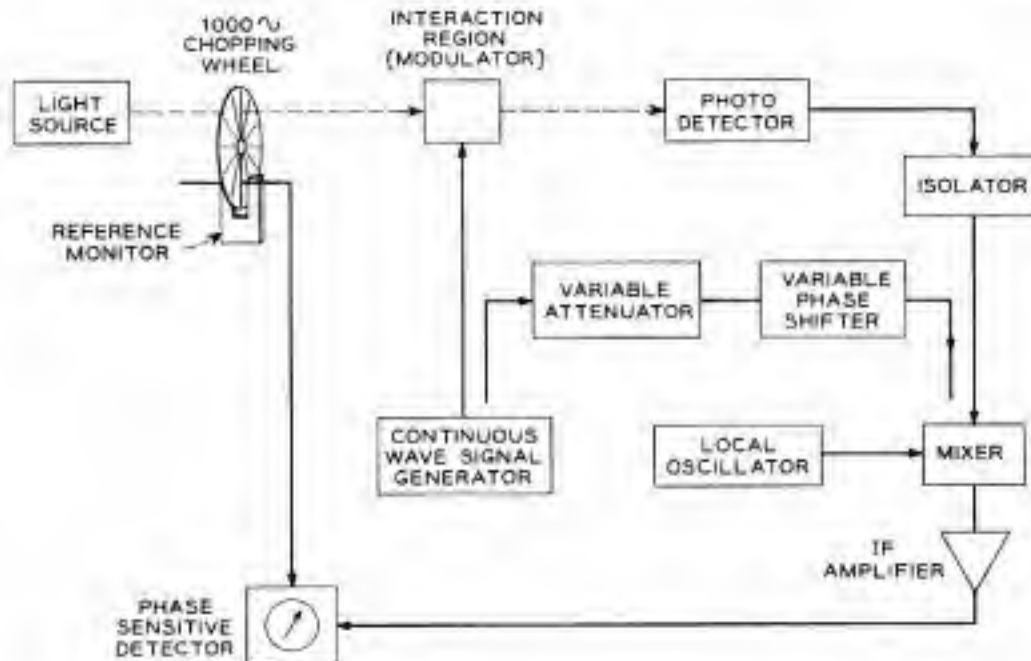 1000∿
CHOPPING
WHEEL
INTERACTION
REGION
(MODULATOR)
LIGHT
SOURCE
PHOTO
DETECTOR
ISOLATOR
REFERENCE
MONITOR
VARIABLE
ATTENUATOR
VARIABLE
PHASE
SHIFTER
CONTINUOUS
WAVE SIGNAL
GENERATOR
LOCAL
OSCILLATOR
MIXER
IF
AMPLIFIER
PHASE
SENSITIVE
DETECTOR